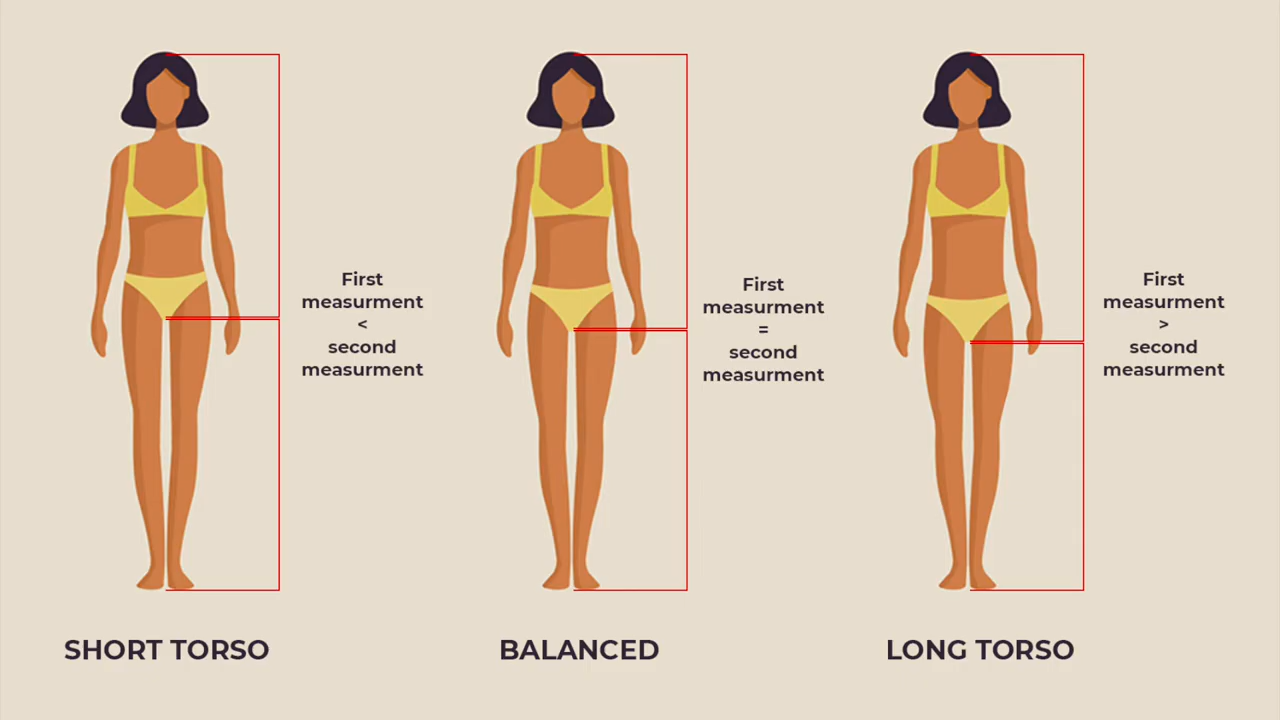 First
measurment
<
second
measurment
First
measurment
=
second
measurment
First
measurment
>
second
measurment
SHORT TORSO
BALANCED
LONG TORSO